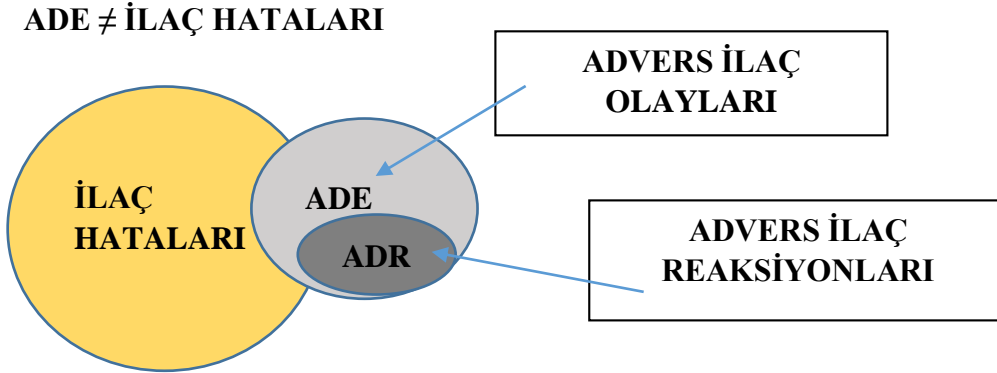 ADE ≠ İLAÇ HATALARI
ADVERS İLAÇ
OLAYLARI
İLAÇ
HATALARI
ADE
ADR
ADVERS İLAÇ
REAKSİYONLARI